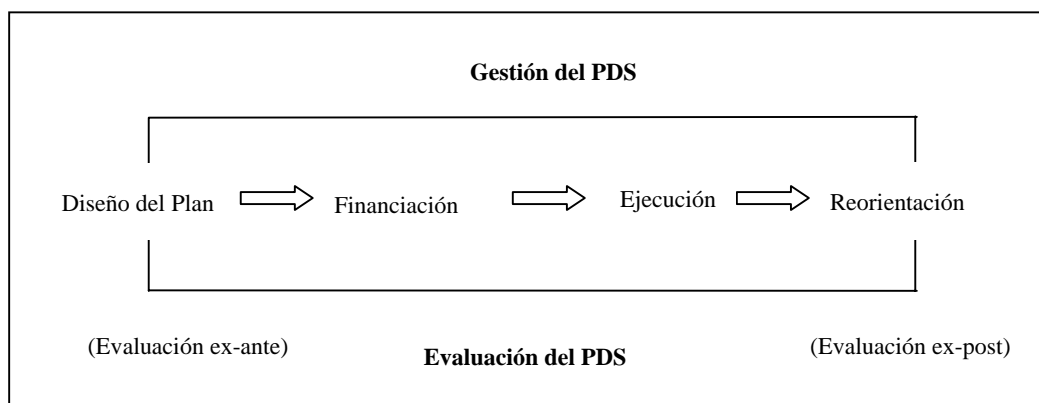 Gestión del PDS
Diseño del Plan Financiación Ejecución Reorientación
(Evaluación ex-ante) Evaluación del PDS (Evaluación ex-post)